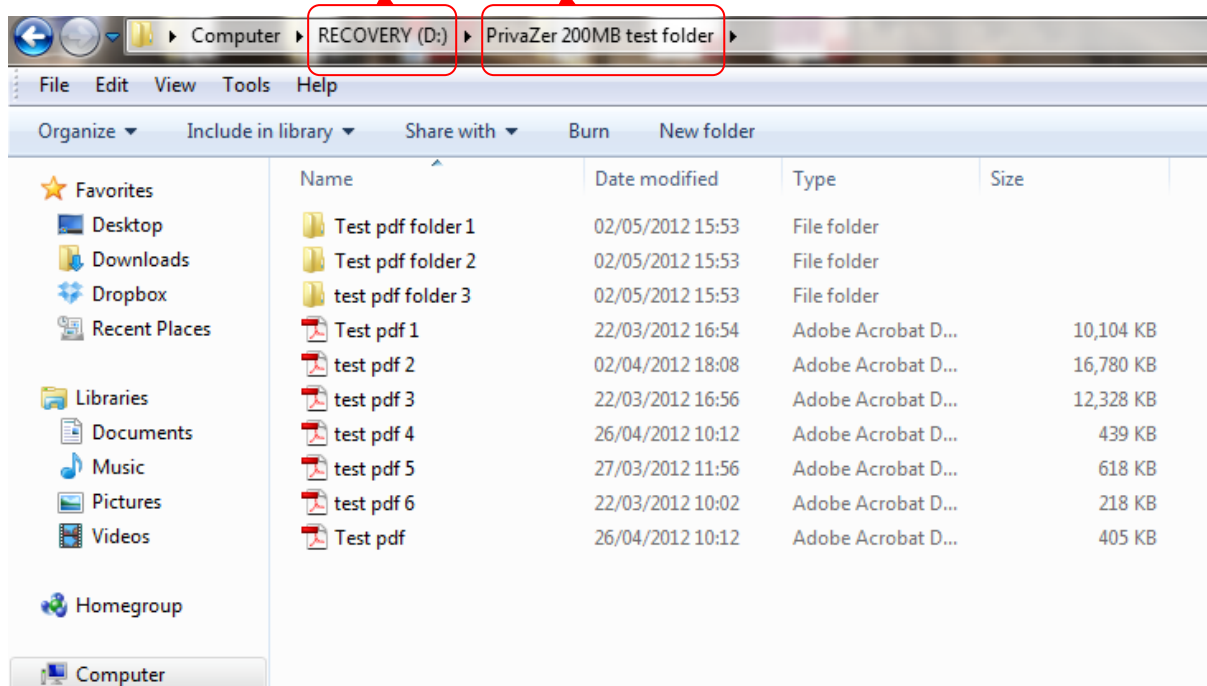 Computer RECOVERY (D:) PrivaZer 200MB test folder
File Edit View Tools Help
Organize Include in library Share with Burn New folder
Name Date modified Type Size
Favorites
Desktop
Downloads
Dropbox
Recent Places
Libraries
Documents
Music
Pictures
Videos
Homegroup
Computer
Test pdf folder 1 02/05/2012 15:53 File folder
Test pdf folder 2 02/05/2012 15:53 File folder
test pdf folder 3 02/05/2012 15:53 File folder
Test pdf 1 22/03/2012 16:54 Adobe Acrobat D... 10,104 KB
test pdf 2 02/04/2012 18:08 Adobe Acrobat D... 16,780 KB
test pdf 3 22/03/2012 16:56 Adobe Acrobat D... 12,328 KB
test pdf 4 26/04/2012 10:12 Adobe Acrobat D... 439 KB
test pdf 5 27/03/2012 11:56 Adobe Acrobat D... 618 KB
test pdf 6 22/03/2012 10:02 Adobe Acrobat D... 218 KB
Test pdf 26/04/2012 10:12 Adobe Acrobat D... 405 KB